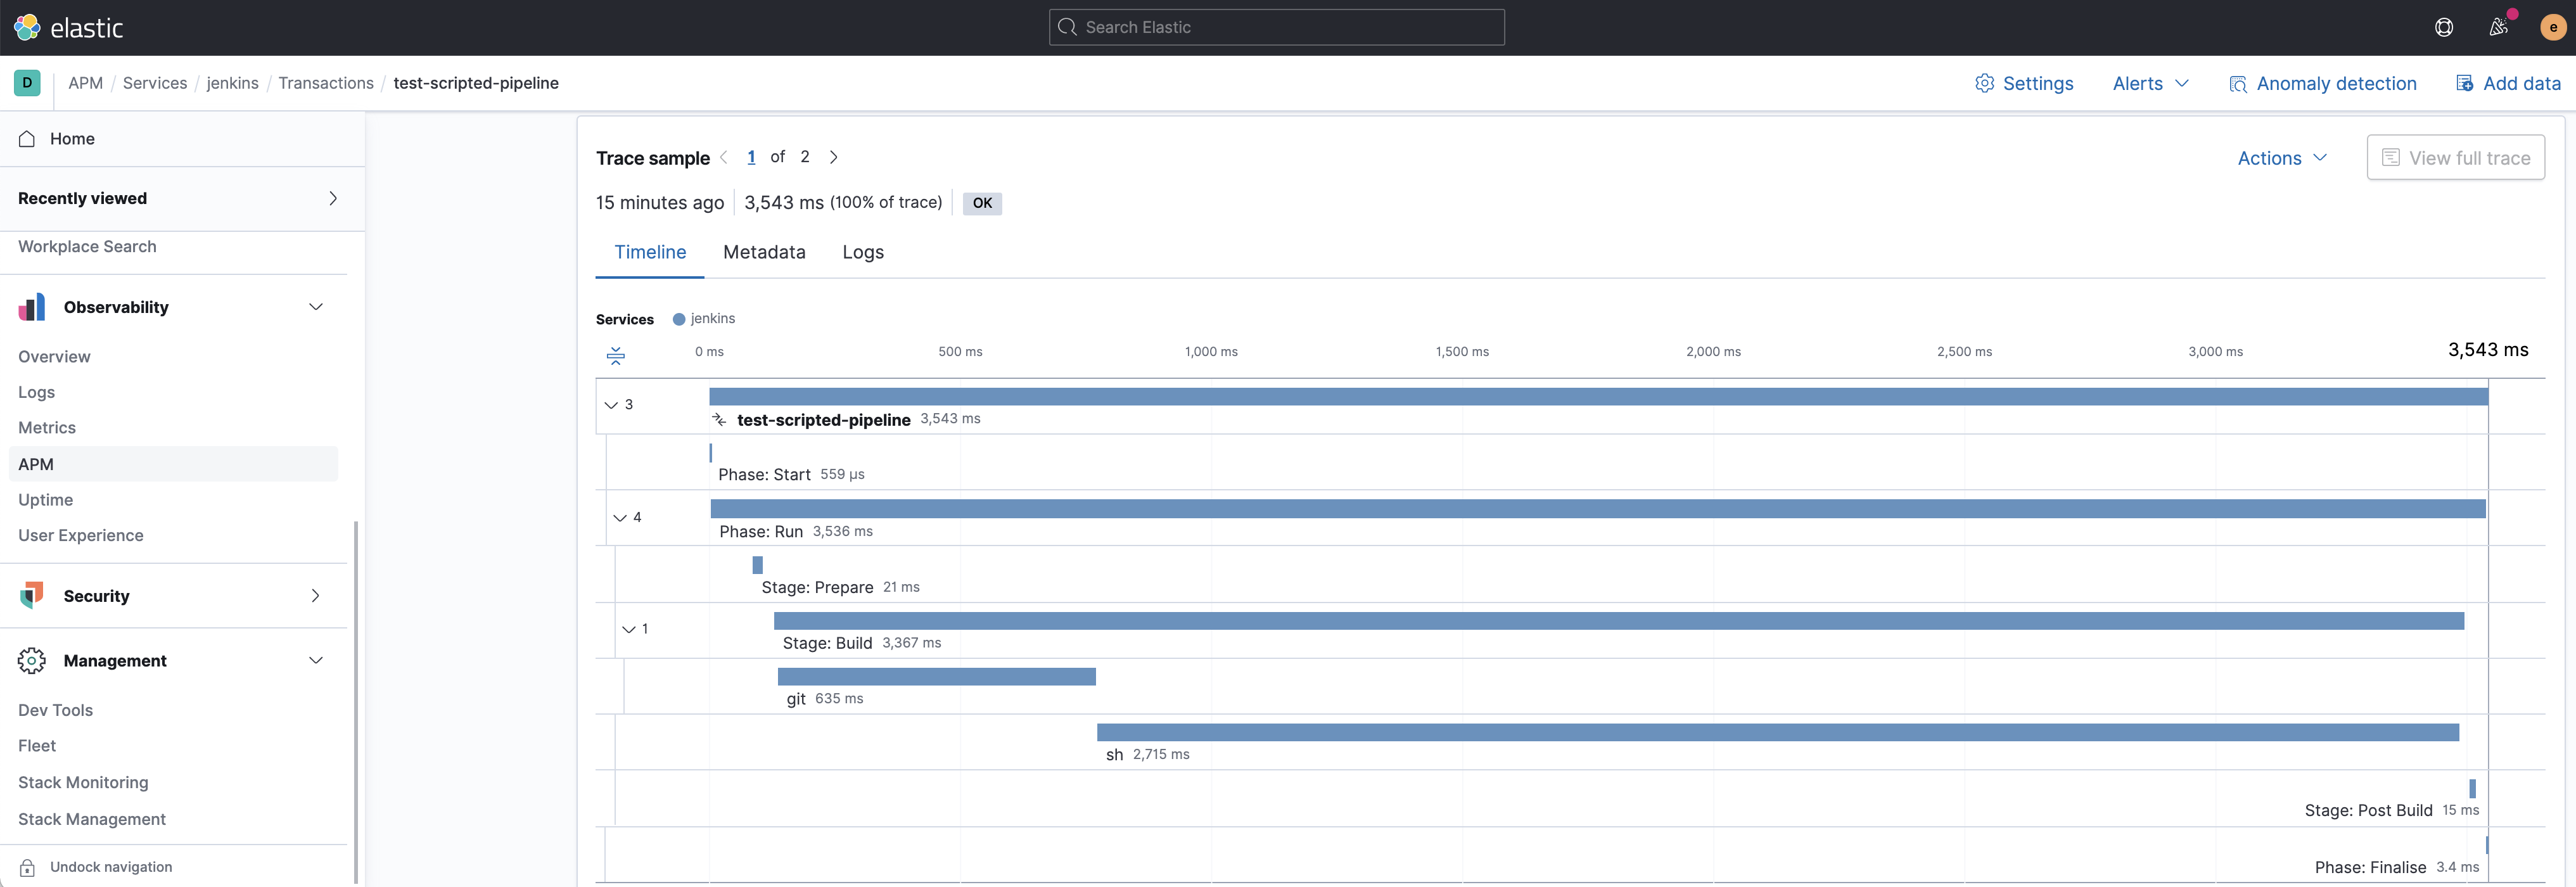 elastic
Search Elastic
e
D
APM / Services / jenkins / Transactions / test-scripted-pipeline
Settings
Alerts
Anomaly detection
Add data
Home
Recently viewed
Workplace Search
Observability
Overview
Logs
Metrics
APM
Uptime
User Experience
Security
Management
Dev Tools
Fleet
Stack Monitoring
Stack Management
Undock navigation
Trace sample 1 of 2
Actions
View full trace
15 minutes ago 3,543 ms (100% of trace) OK
Timeline Metadata Logs
Services jenkins
0 ms 500 ms 1,000 ms 1,500 ms 2,000 ms 2,500 ms 3,000 ms 3,543 ms
3
test-scripted-pipeline 3,543 ms
Phase: Start 559 μs
4
Phase: Run 3,536 ms
Stage: Prepare 21 ms
1
Stage: Build 3,367 ms
git 635 ms
sh 2,715 ms
Stage: Post Build 15 ms
Phase: Finalise 3.4 ms